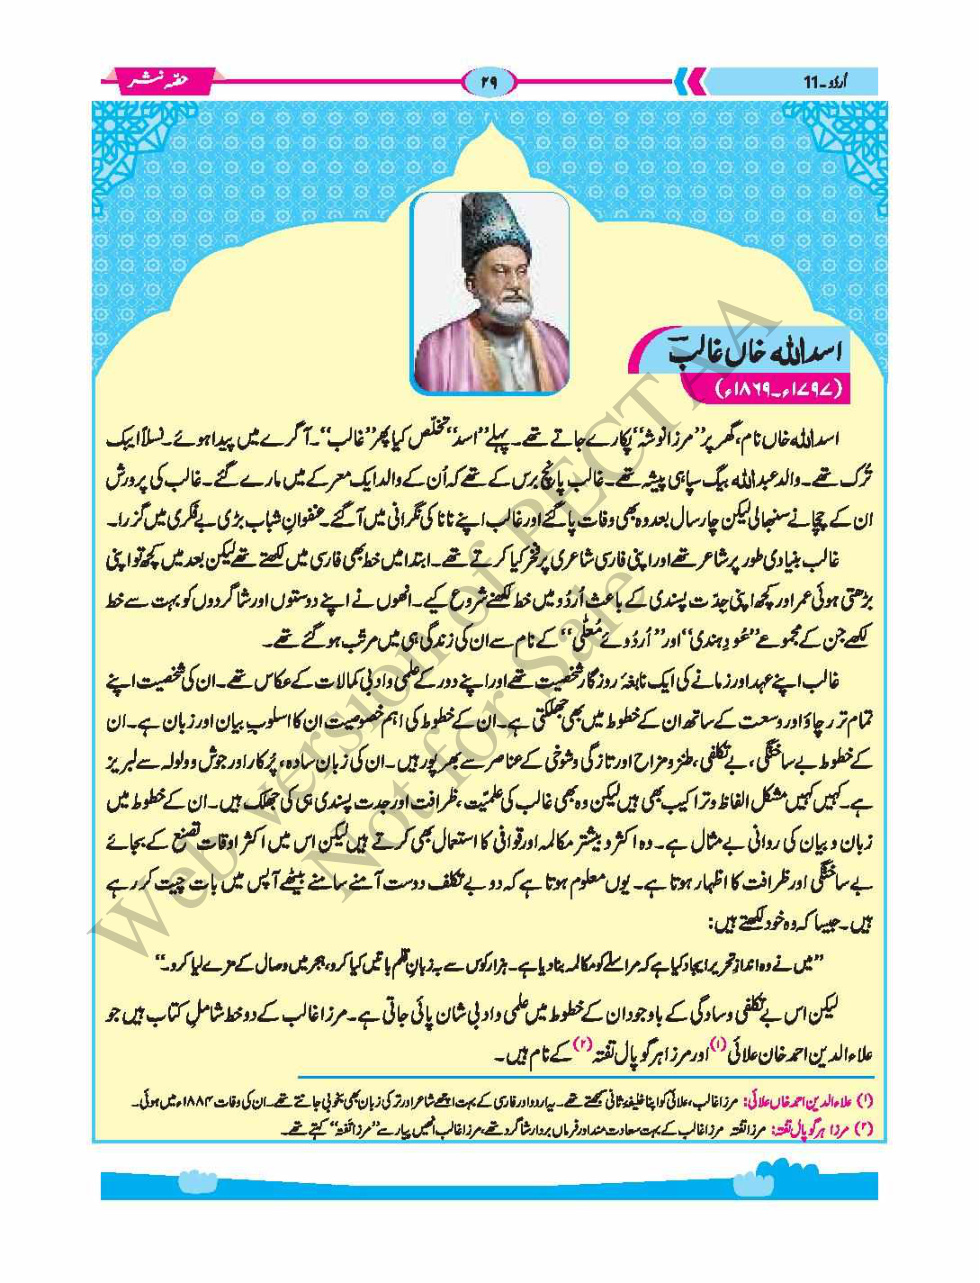 اُردُو۔11
۲۹
حصّہ نثر
اسداللہ خاں غالبؔ
(۱۷۹۷ء۔۱۸۶۹ء)
اسداللہ خاں نام، گھر پر ”مرزا نوشہ“ پکارے جاتے تھے۔ پہلے ”اسد“ تخلّص کیا پھر ”غالب“۔ آگرے میں پیدا ہوئے۔ نسلاً ایبک
تُرک تھے۔ والد عبداللہ بیگ سپاہی پیشہ تھے۔ غالب پانچ برس کے تھے کہ اُن کے والد ایک معرکے میں مارے گئے۔ غالب کی پرورش
ان کے چچا نے سنبھالی لیکن چار سال بعد وہ بھی وفات پا گئے اور غالب اپنے نانا کی نگرانی میں آگئے۔ عنفوانِ شباب بڑی بے فکری میں گزرا۔
غالب بنیادی طور پر شاعر تھے اور اپنی فارسی شاعری پر فخر کیا کرتے تھے۔ ابتدا میں خط بھی فارسی میں لکھتے تھے لیکن بعد میں کچھ تو اپنی
بڑھتی ہوئی عمر اور کچھ اپنی جدّت پسندی کے باعث اُردُو میں خط لکھنے شروع کیے۔ انھوں نے اپنے دوستوں اور شاگردوں کو بہت سے خط
لکھے جن کے مجموعے ”عُودِ ہندی“ اور ”اُردُوئے مُعلّٰی“ کے نام سے ان کی زندگی ہی میں مرتّب ہو گئے تھے۔
غالب اپنے عہد اور زمانے کی ایک نابغۂ روزگار شخصیت تھے اور اپنے دور کے علمی و ادبی کمالات کے عکاس تھے۔ ان کی شخصیت اپنے
تمام تر رچاؤ اور وسعت کے ساتھ ان کے خطوط میں بھی جھلکتی ہے۔ ان کے خطوط کی اہم خصوصیت ان کا اسلوبِ بیان اور زبان ہے۔ ان
کے خطوط بے ساختگی، بے تکلفی، طنز و مزاح اور تازگی و شوخی کے عناصر سے بھرپور ہیں۔ ان کی زبان سادہ، پُرکار اور جوش و ولولہ سے لبریز
ہے۔ کہیں کہیں مشکل الفاظ و تراکیب بھی ہیں لیکن وہ بھی غالب کی علمیّت، ظرافت اور جدت پسندی ہی کی جھلک ہیں۔ ان کے خطوط میں
زبان و بیان کی روانی بے مثال ہے۔ وہ اکثر و بیشتر مکالمہ اور قوافی کا استعمال بھی کرتے ہیں لیکن اس میں اکثر اوقات تصنع کے بجائے
بے ساختگی اور ظرافت کا اظہار ہوتا ہے۔ یوں معلوم ہوتا ہے کہ دو بے تکلف دوست آمنے سامنے بیٹھے آپس میں بات چیت کر رہے
ہیں۔ جیسا کہ وہ خود لکھتے ہیں:
”میں نے وہ اندازِ تحریر ایجاد کیا ہے کہ مراسلے کو مکالمہ بنا دیا ہے۔ ہزار کوس سے بہ زبانِ قلم باتیں کیا کرو، ہجر میں وصال کے مزے لیا کرو۔“
لیکن اس بے تکلفی و سادگی کے باوجود ان کے خطوط میں علمی و ادبی شان پائی جاتی ہے۔ مرزا غالب کے دو خط شاملِ کتاب ہیں جو
علاءالدین احمد خان علائی(۱) اور مرزا ہرگوپال تفتہ(۲) کے نام ہیں۔
(۱) علاءالدین احمد خاں علائی: مرزا غالب، علائی کو اپنا خلیفۂ ثانی سمجھتے تھے۔ یہ اردو اور فارسی کے بہت اچھے شاعر اور ترکی زبان بھی بخوبی جانتے تھے۔ ان کی وفات ۱۸۸۴ء میں ہوئی۔
(۲) مرزا ہرگوپال تفتہ: مرزا تفتہ مرزا غالب کے بہت سعادت مند اور فرماں بردار شاگرد تھے، مرزا غالب انھیں پیار سے ”مرزا تفتہ“ کہتے تھے۔
Web version of PECTAA
Not for Sale